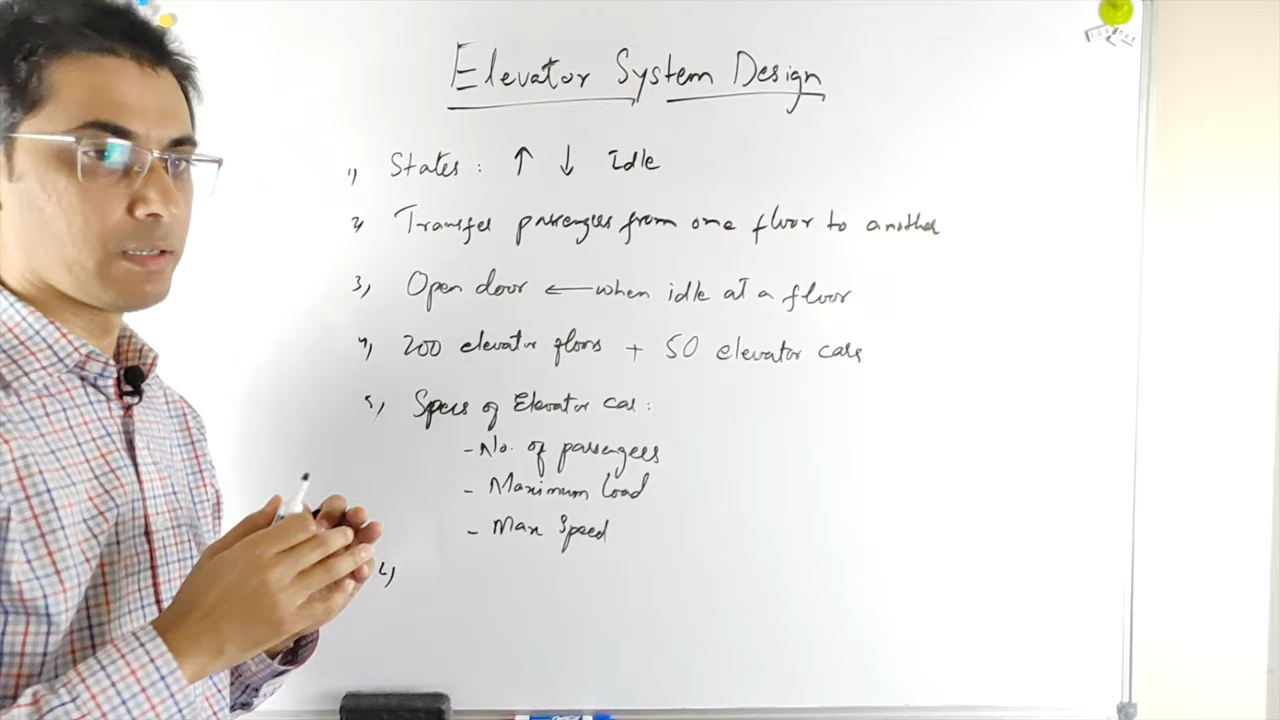 Elevator System Design
1) States: ↑ ↓ Idle
2) Transfer passengers from one floor to another
3) Open door ← when idle at a floor
4) 200 elevator floors + 50 elevator cars
5) Specs of Elevator car:
- No. of passengers
- Maximum Load
- Max Speed
6)